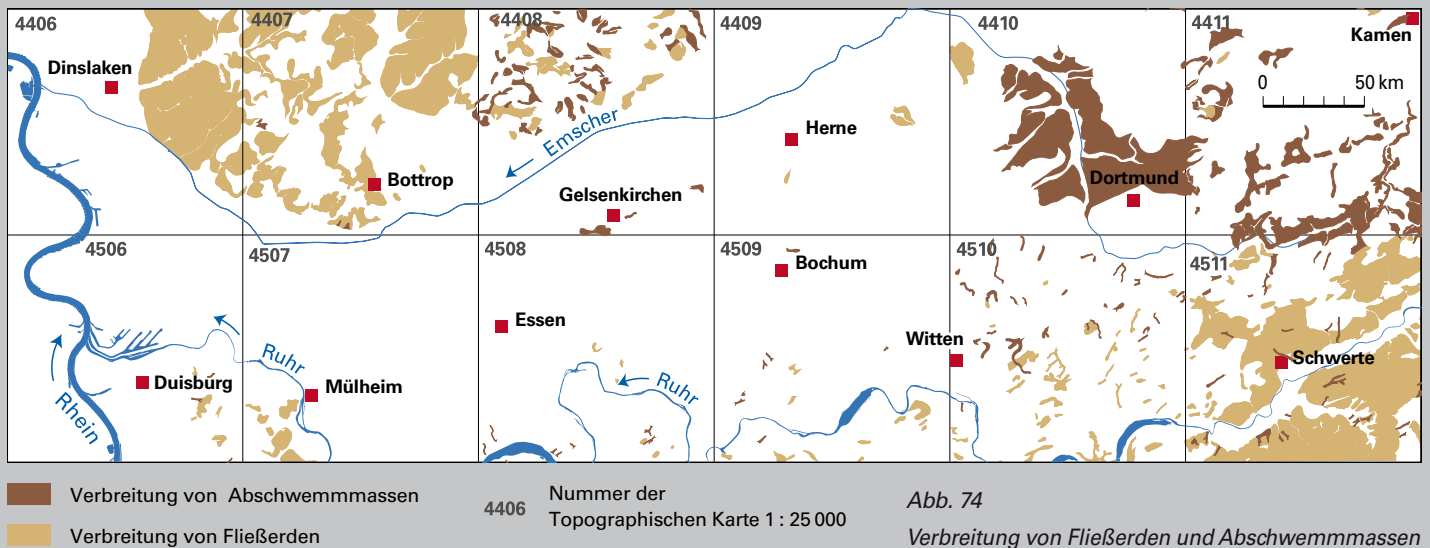 4406
4407
4408
4409
4410
4411
Kamen
Dinslaken
0 50 km
Emscher
Herne
Bottrop
Dortmund
Gelsenkirchen
4506
4507
4508
4509
4510
4511
Bochum
Essen
Witten
Schwerte
Ruhr
Ruhr
Duisburg
Mülheim
Rhein
Verbreitung von Abschwemmmassen
Verbreitung von Fließerden
4406
Nummer der
Topographischen Karte 1 : 25 000
Abb. 74
Verbreitung von Fließerden und Abschwemmmassen